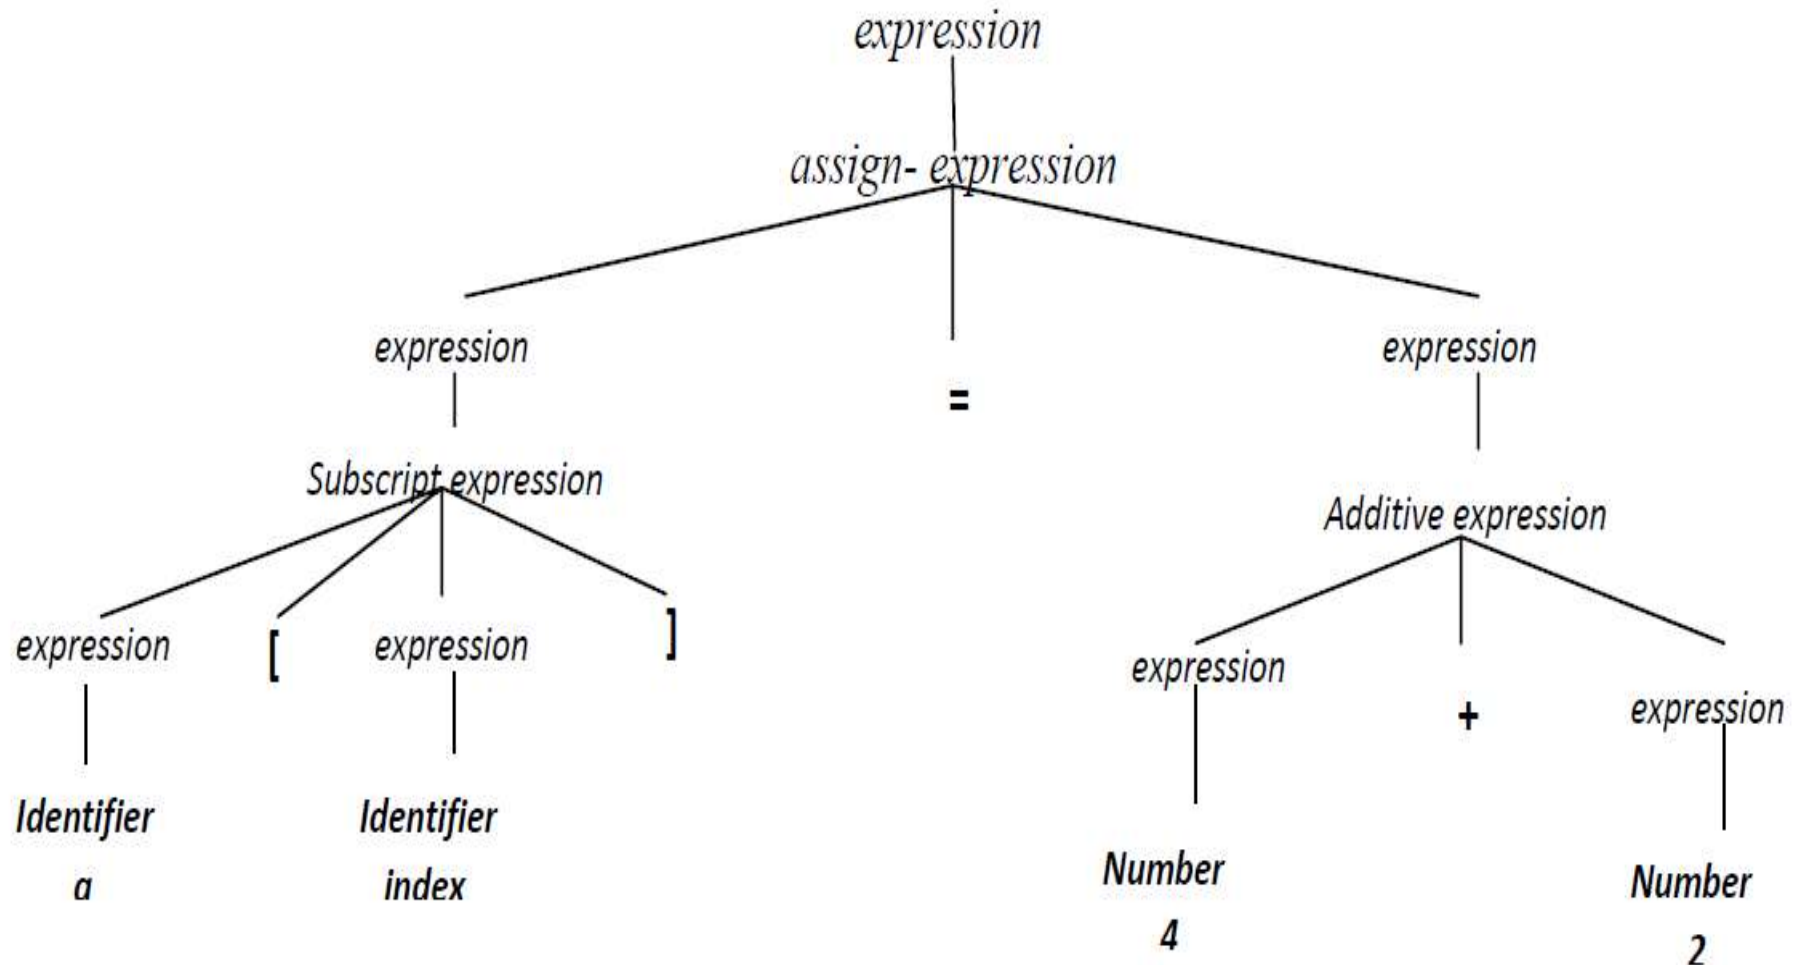 expression
assign- expression
expression
=
expression
Subscript expression
Additive expression
expression
[
expression
]
expression
+
expression
Identifier
a
Identifier
index
Number
4
Number
2